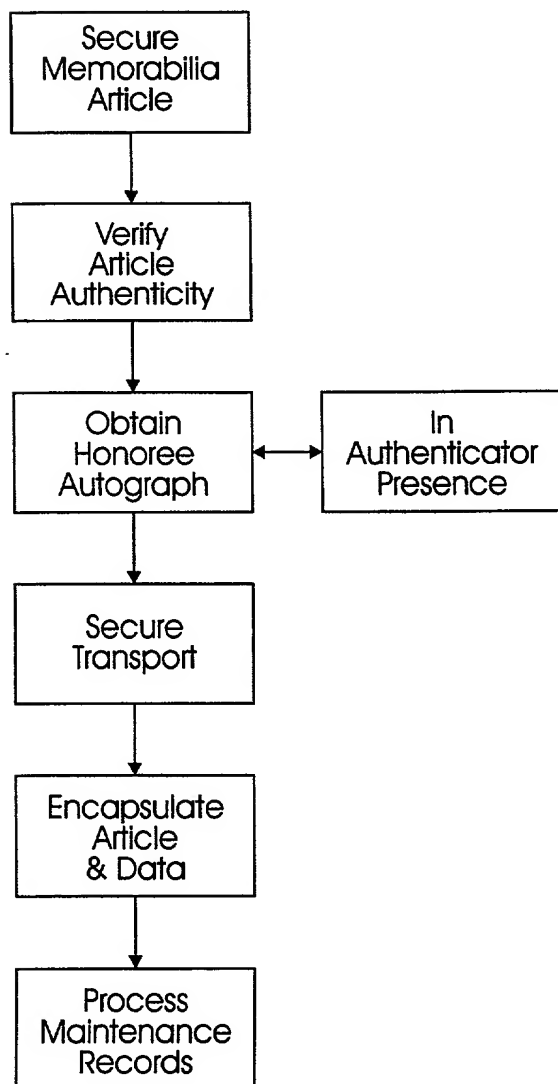 Secure
Memorabilia
Article
Verify
Article
Authenticity
Obtain
Honoree
Autograph
In
Authenticator
Presence
Secure
Transport
Encapsulate
Article
& Data
Process
Maintenance
Records